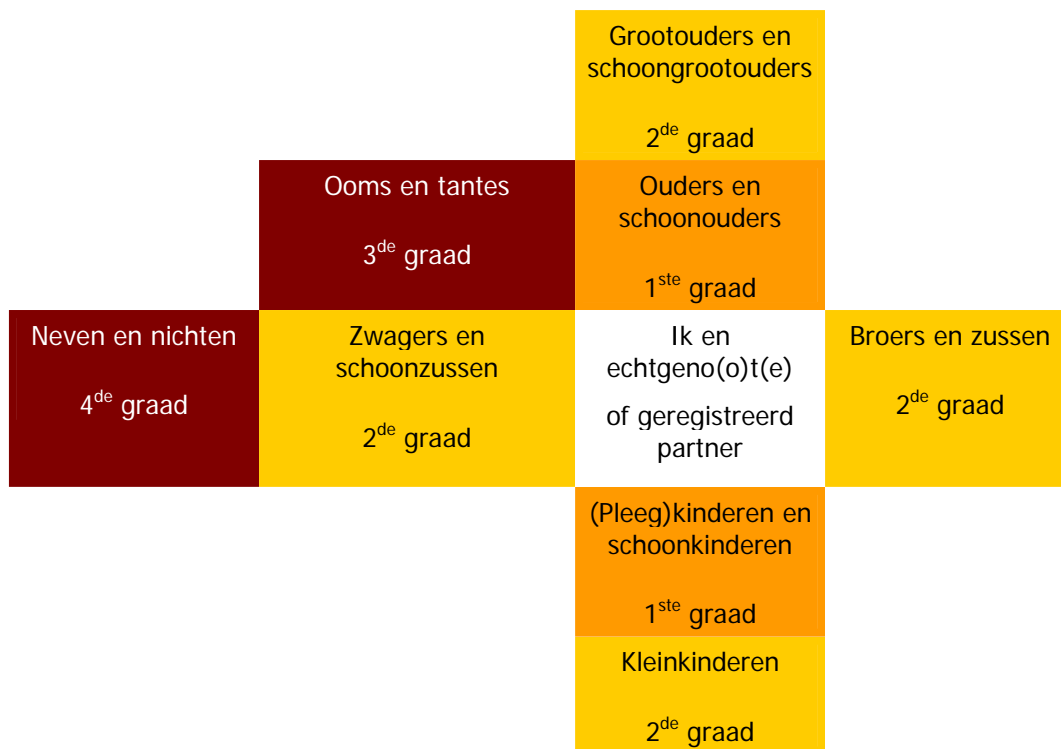 Grootouders en
schoongrootouders
2de graad
Ooms en tantes
3de graad
Ouders en
schoonouders
1ste graad
Neven en nichten
4de graad
Zwagers en
schoonzussen
2de graad
Ik en
echtgeno(o)t(e)
of geregistreerd
partner
Broers en zussen
2de graad
(Pleeg)kinderen en
schoonkinderen
1ste graad
Kleinkinderen
2de graad